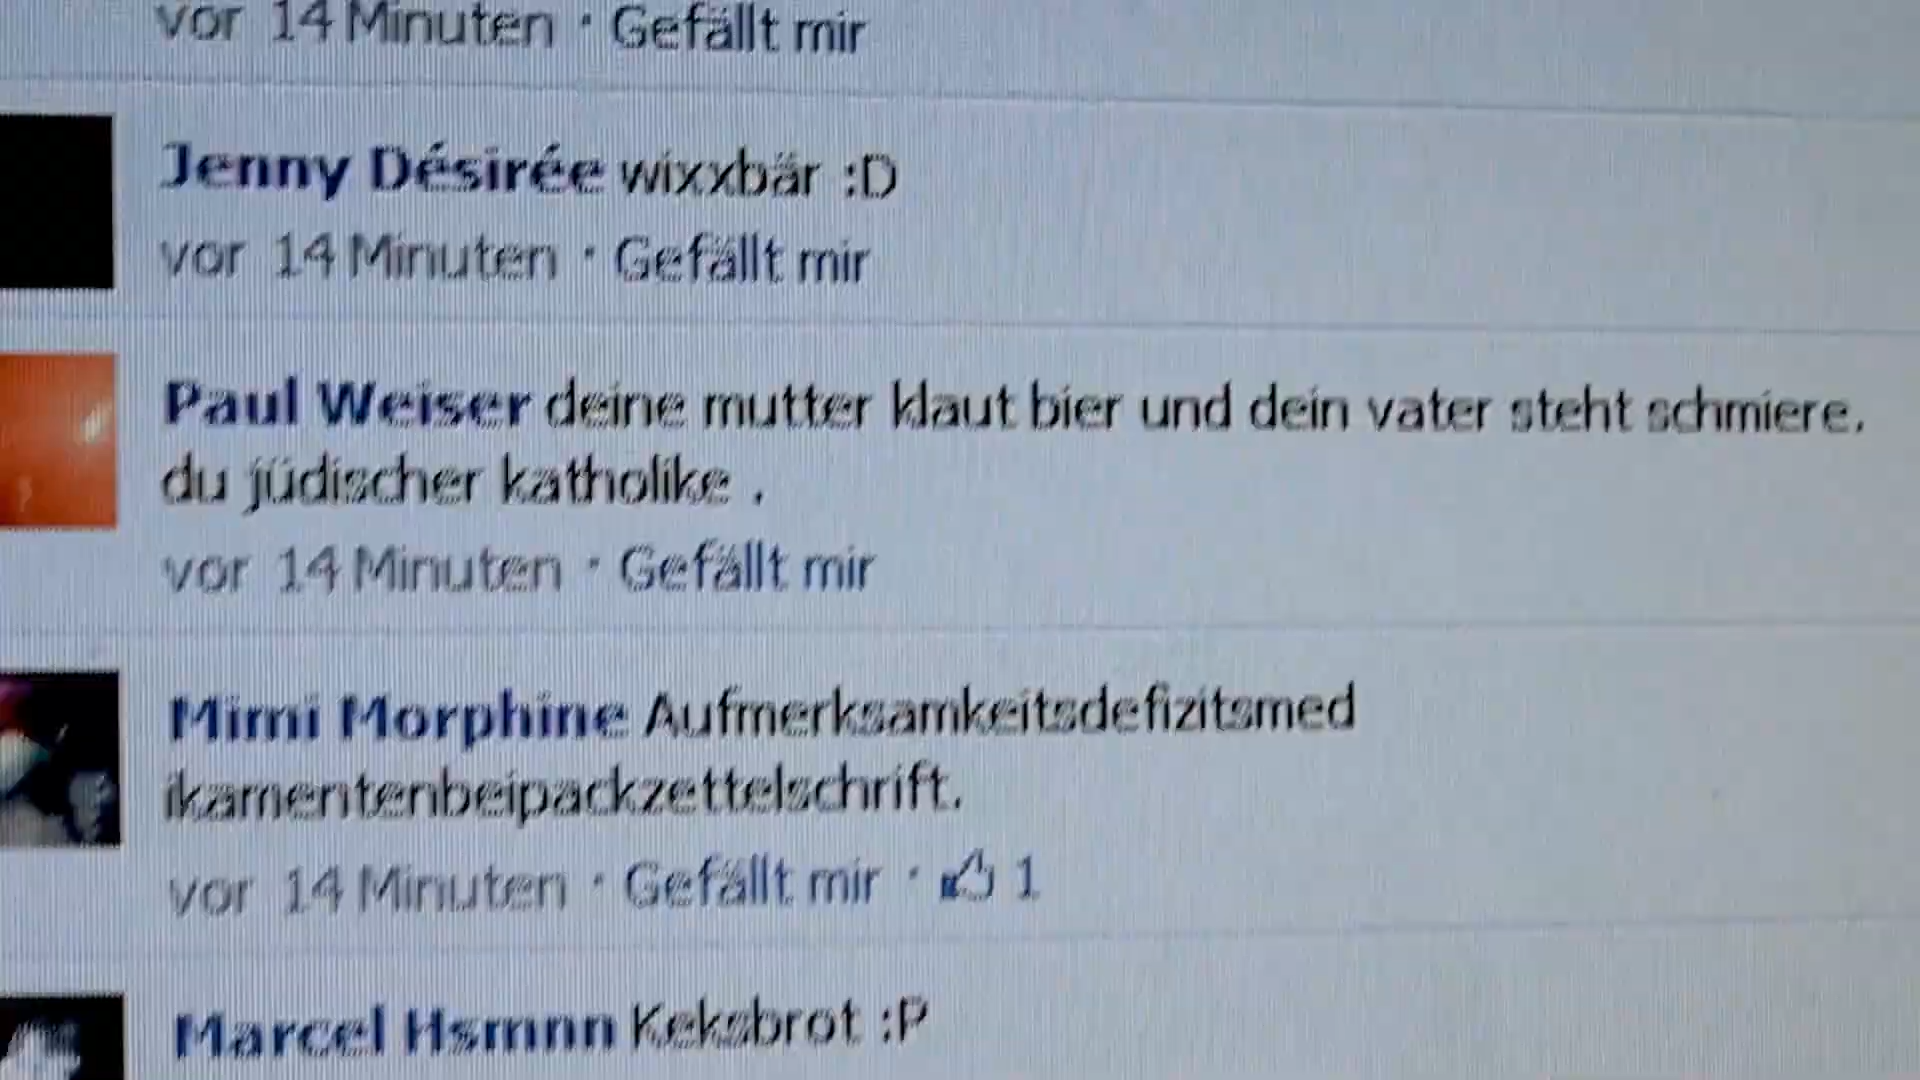 vor 14 Minuten · Gefällt mir
Jenny Désirée wixxbär :D
vor 14 Minuten · Gefällt mir
Paul Weiser deine mutter klaut bier und dein vater steht schmiere.
du jüdischer katholike .
vor 14 Minuten · Gefällt mir
Mimi Morphine Aufmerksamkeitsdefizitsmed
ikamentenbeipackzettelschrift.
vor 14 Minuten · Gefällt mir · 1
Marcel Hsmnn Keksbrot :P